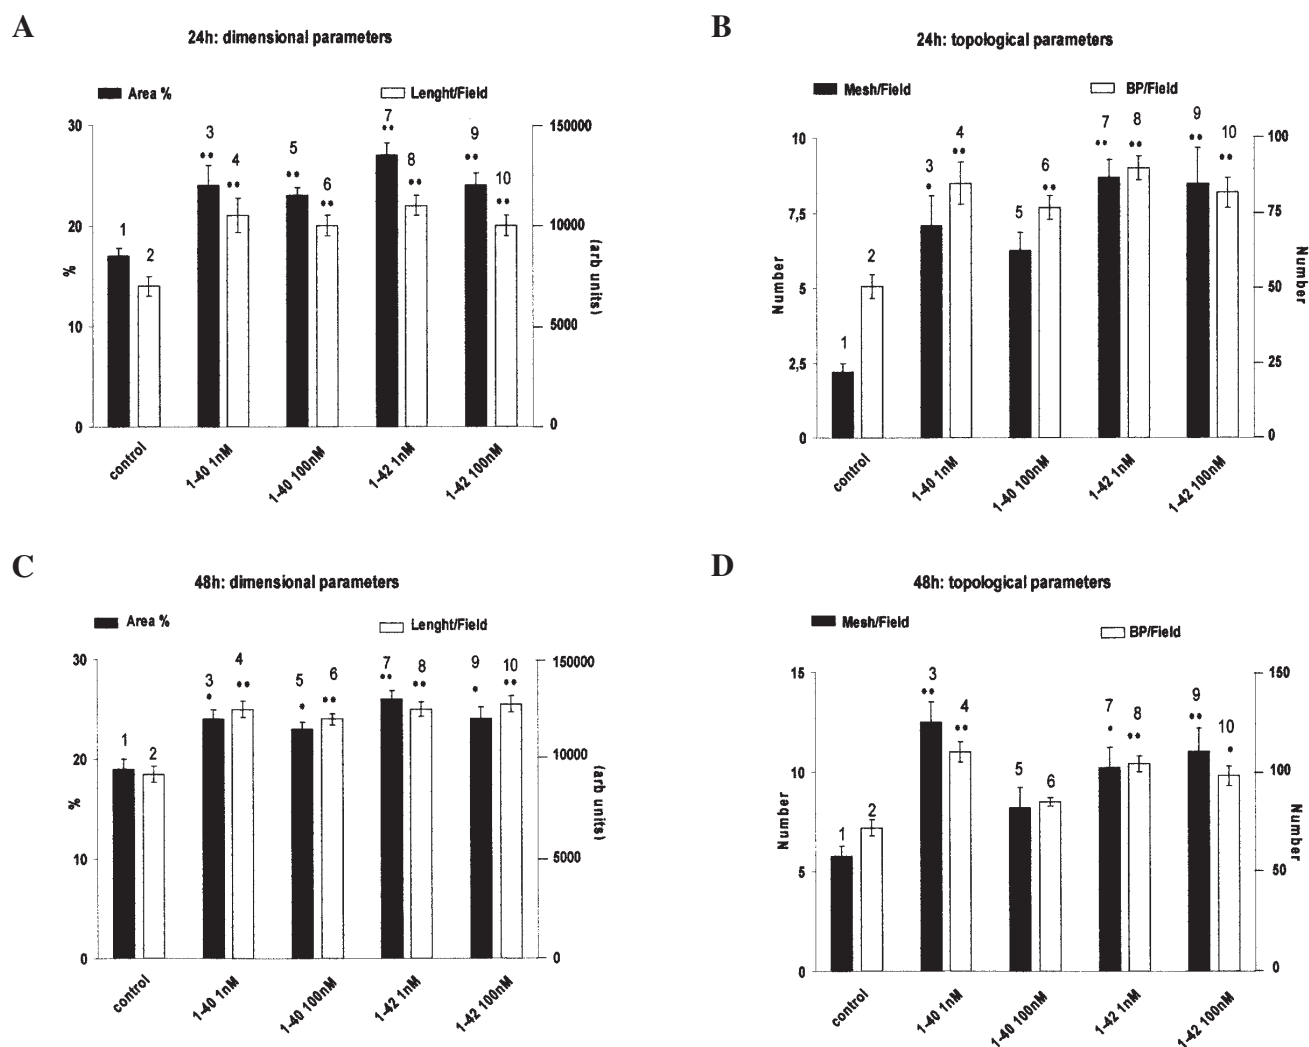 A
24h: dimensional parameters
Area %
Lenght/Field
30
20
10
0
%
150000
10000
5000
0
(arb units)
1
2
3
••
4
••
5
••
6
••
7
••
8
••
9
••
10
••
control
1-40 1nM
1-40 100nM
1-42 1nM
1-42 100nM
B
24h: topological parameters
Mesh/Field
BP/Field
10
7,5
5
2,5
0
Number
100
75
50
25
0
Number
1
2
3
•
4
••
5
6
••
7
••
8
••
9
••
10
••
control
1-40 1nM
1-40 100nM
1-42 1nM
1-42 100nM
C
48h: dimensional parameters
Area %
Lenght/Field
30
20
10
0
%
150000
10000
5000
0
(arb units)
1
2
3
•
4
••
5
•
6
••
7
••
8
••
9
•
10
••
control
1-40 1nM
1-40 100nM
1-42 1nM
1-42 100nM
D
48h: topological parameters
Mesh/Field
BP/Field
15
10
5
0
Number
150
100
50
0
Number
1
2
3
••
4
••
5
6
7
•
8
••
9
••
10
•
control
1-40 1nM
1-40 100nM
1-42 1nM
1-42 100nM